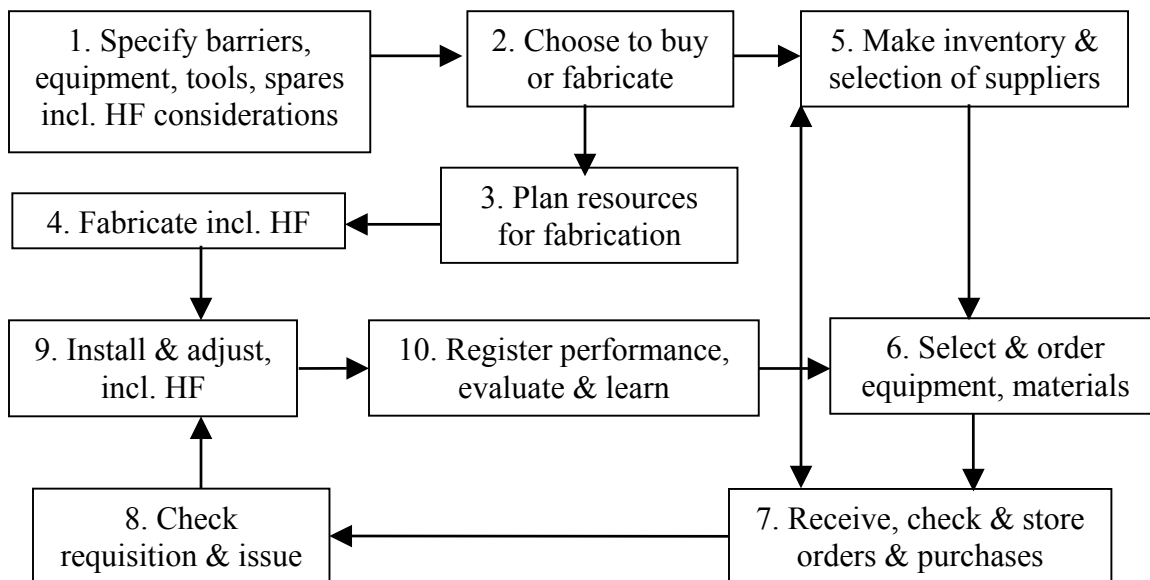 1. Specify barriers,
equipment, tools, spares
incl. HF considerations
2. Choose to buy
or fabricate
5. Make inventory &
selection of suppliers
3. Plan resources
for fabrication
4. Fabricate incl. HF
9. Install & adjust,
incl. HF
10. Register performance,
evaluate & learn
6. Select & order
equipment, materials
8. Check
requisition & issue
7. Receive, check & store
orders & purchases